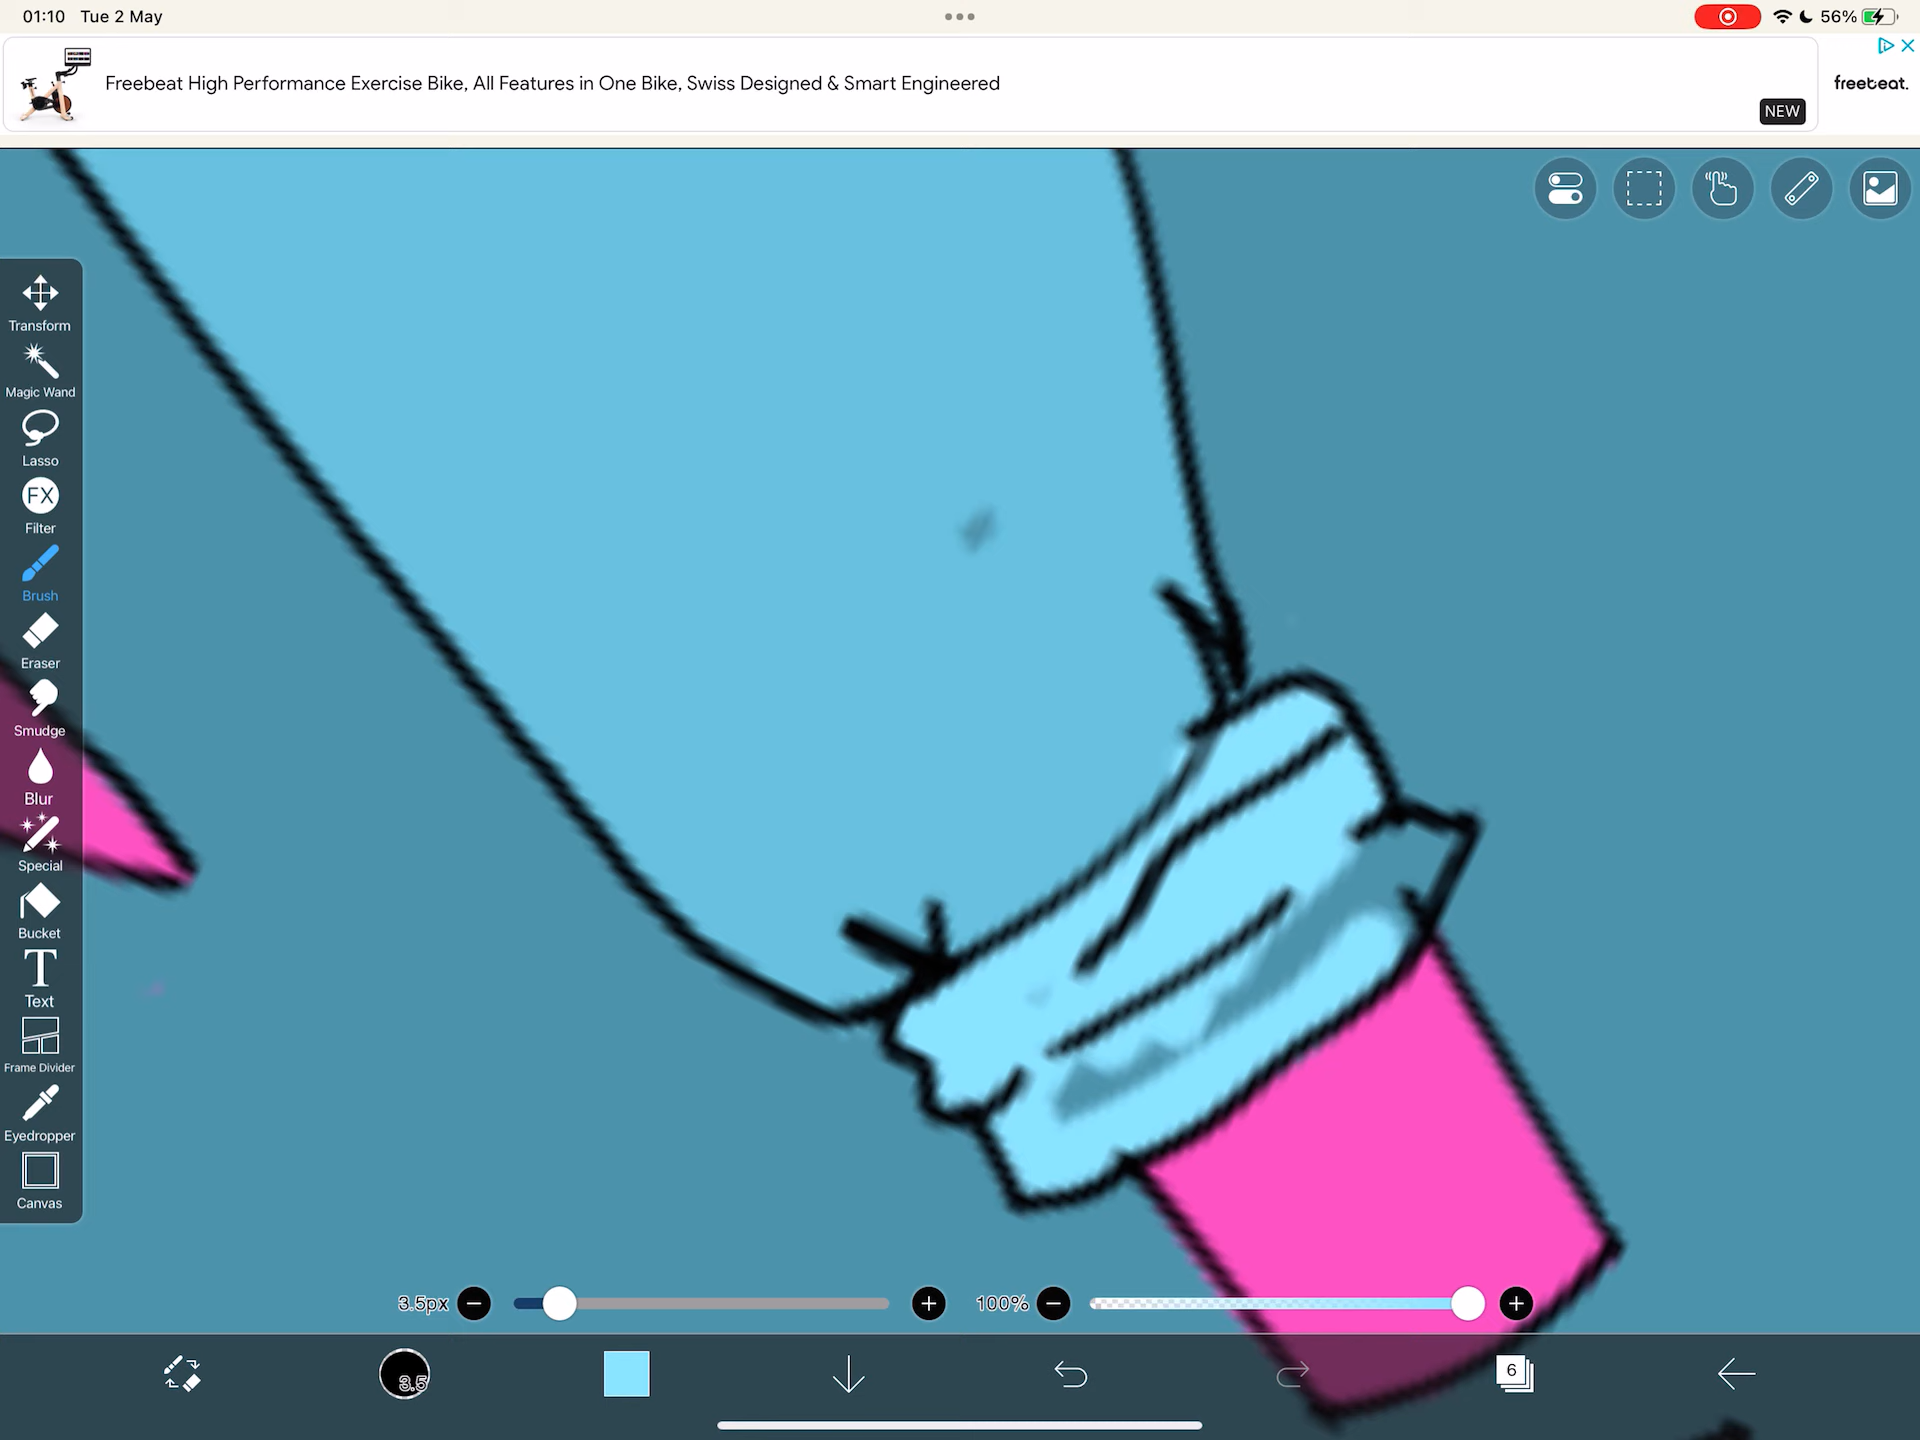 01:10 Tue 2 May
56%
Freebeat High Performance Exercise Bike, All Features in One Bike, Swiss Designed & Smart Engineered
freebeat.
NEW
Transform
Magic Wand
Lasso
FX
Filter
Brush
Eraser
Smudge
Blur
Special
Bucket
T
Text
Frame Divider
Eyedropper
Canvas
3.5px
100%
3.5
6